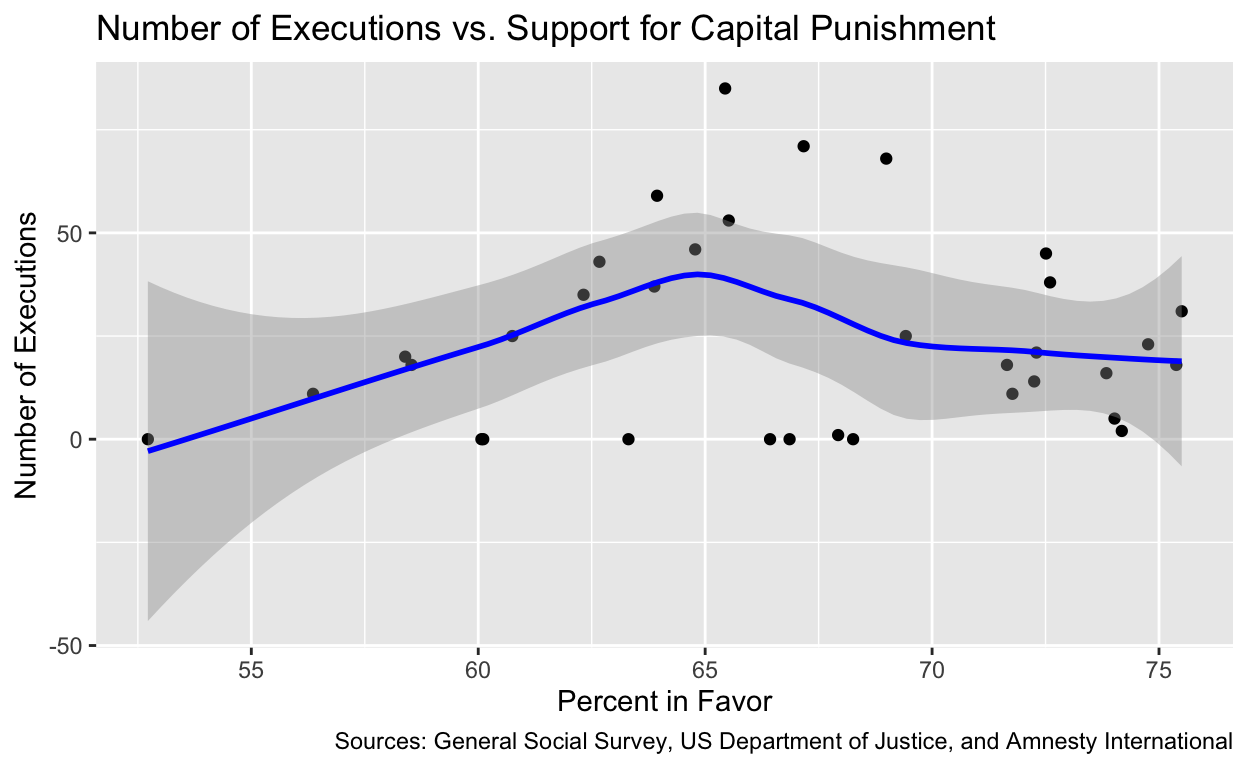 Number of Executions vs. Support for Capital Punishment
Number of Executions
50
0
-50
55 60 65 70 75
Percent in Favor
Sources: General Social Survey, US Department of Justice, and Amnesty International